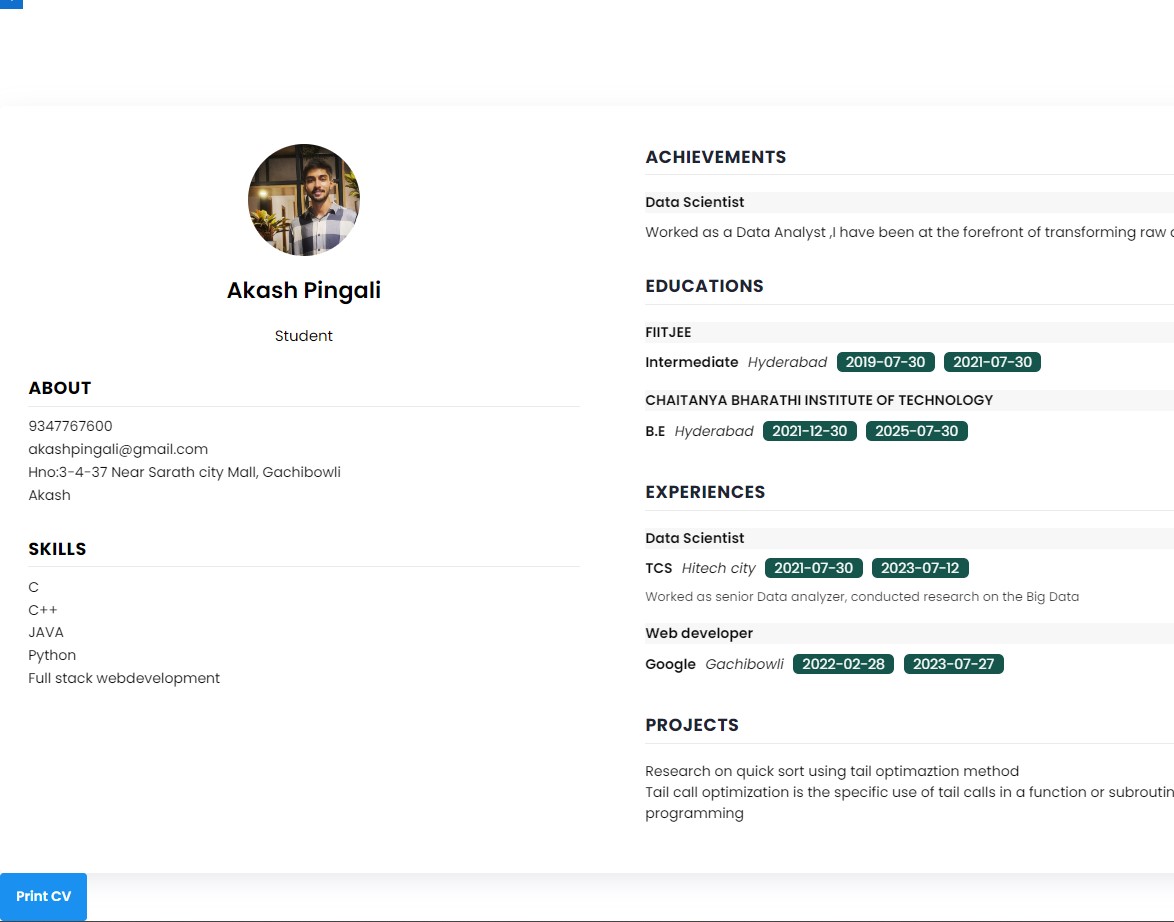 Akash Pingali
Student
ABOUT
9347767600
akashpingali@gmail.com
Hno:3-4-37 Near Sarath city Mall, Gachibowli
Akash
SKILLS
C
C++
JAVA
Python
Full stack webdevelopment
ACHIEVEMENTS
Data Scientist
Worked as a Data Analyst ,I have been at the forefront of transforming raw
EDUCATIONS
FIITJEE
Intermediate Hyderabad 2019-07-30 2021-07-30
CHAITANYA BHARATHI INSTITUTE OF TECHNOLOGY
B.E Hyderabad 2021-12-30 2025-07-30
EXPERIENCES
Data Scientist
TCS Hitech city 2021-07-30 2023-07-12
Worked as senior Data analyzer, conducted research on the Big Data
Web developer
Google Gachibowli 2022-02-28 2023-07-27
PROJECTS
Research on quick sort using tail optimaztion method
Tail call optimization is the specific use of tail calls in a function or
programming
Print CV